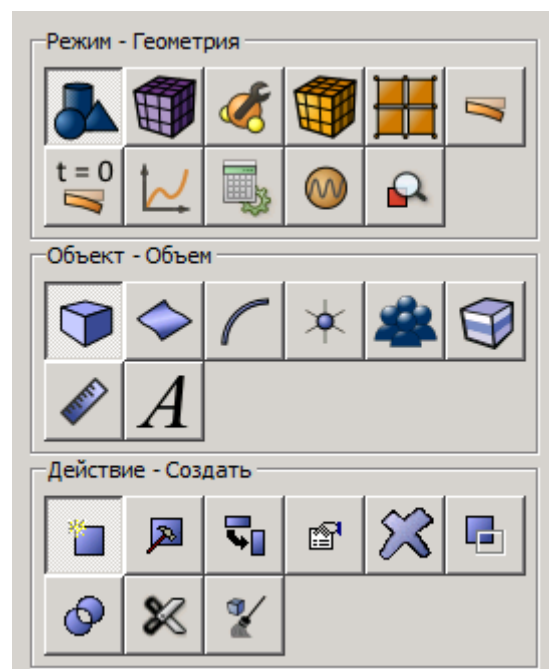 Режим - Геометрия
t = 0
Объект - Объем
A
Действие - Создать